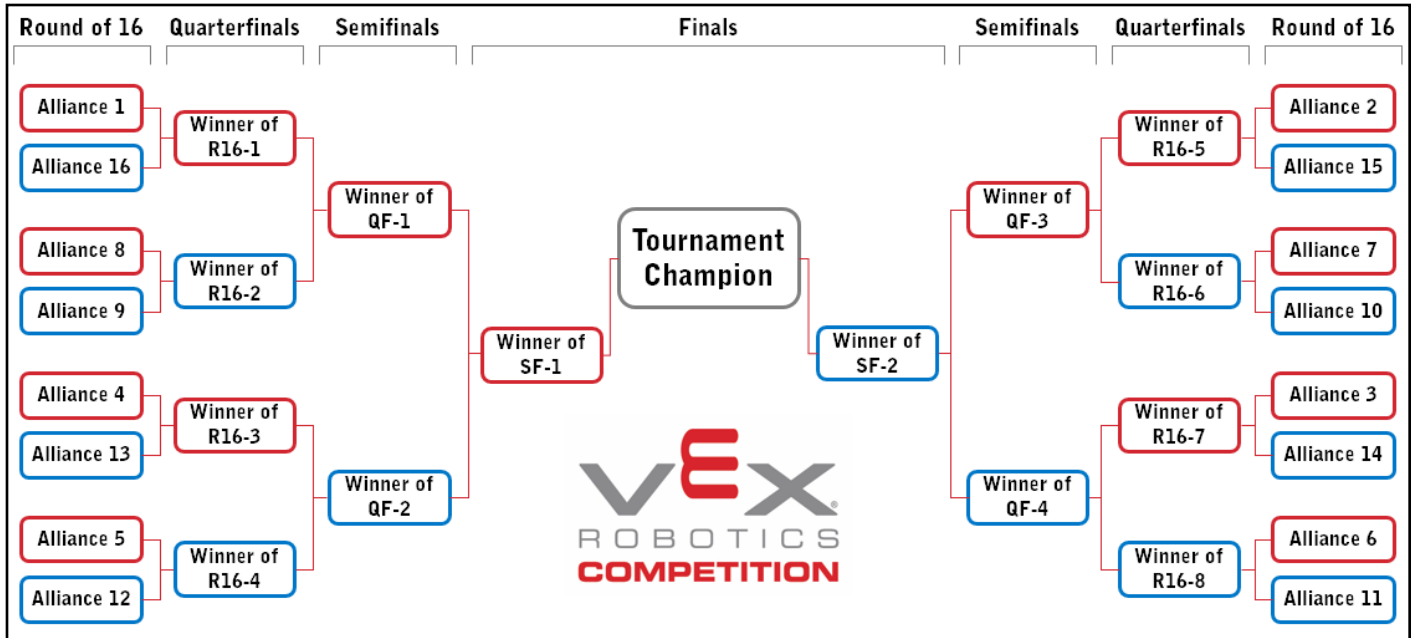 Round of 16
Quarterfinals
Semifinals
Finals
Semifinals
Quarterfinals
Round of 16
Alliance 1
Alliance 16
Alliance 8
Alliance 9
Alliance 4
Alliance 13
Alliance 5
Alliance 12
Winner of
R16-1
Winner of
R16-2
Winner of
R16-3
Winner of
R16-4
Winner of
QF-1
Winner of
QF-2
Winner of
SF-1
Tournament
Champion
Winner of
SF-2
VEX®
ROBOTICS
COMPETITION
Winner of
QF-3
Winner of
QF-4
Winner of
R16-5
Winner of
R16-6
Winner of
R16-7
Winner of
R16-8
Alliance 2
Alliance 15
Alliance 7
Alliance 10
Alliance 3
Alliance 14
Alliance 6
Alliance 11